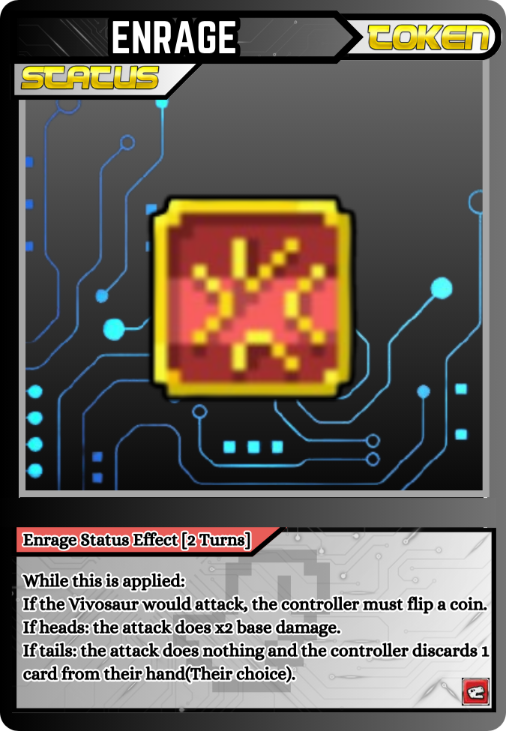 ENRAGE
TOKEN
STATUS
Enrage Status Effect [2 Turns]
While this is applied:
If the Vivosaur would attack, the controller must flip a coin.
If heads: the attack does x2 base damage.
If tails: the attack does nothing and the controller discards 1
card from their hand(Their choice).